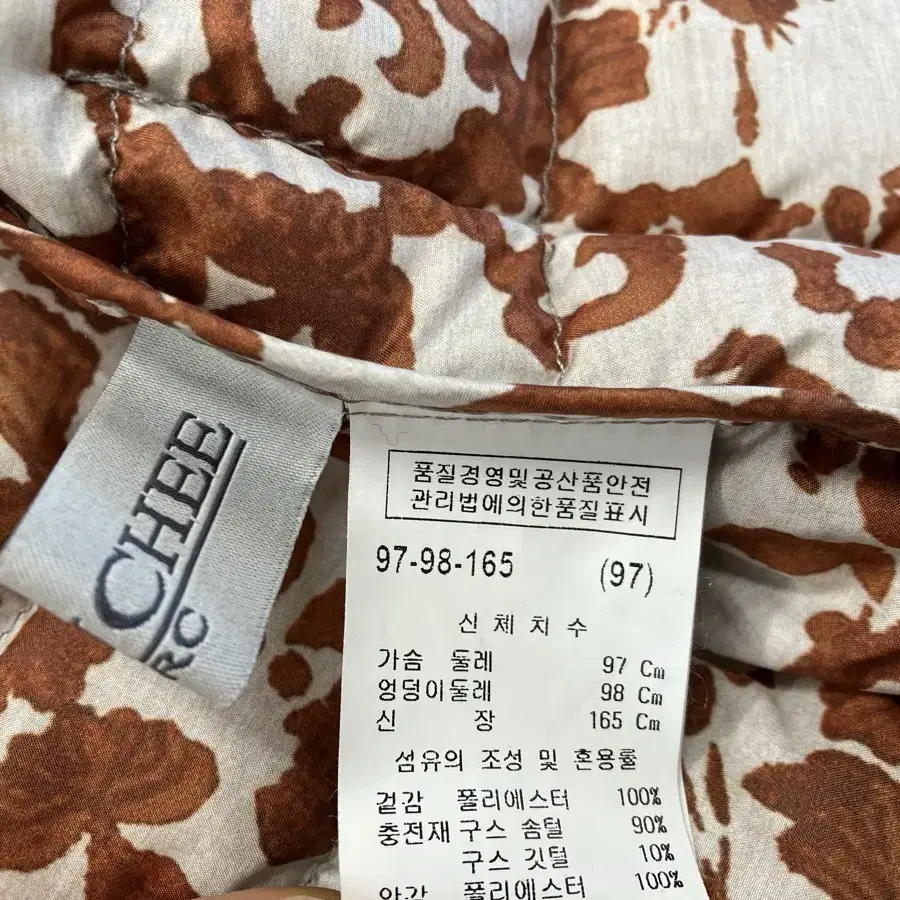 CHEE
RC
품질경영및공산품안전
관리법에의한품질표시
97-98-165 (97)
신 체 치 수
가슴 둘레 97 Cm
엉덩이둘레 98 Cm
신 장 165 Cm
섬유의 조성 및 혼용률
겉감 폴리에스터 100%
충전재 구스 솜털 90%
구스 깃털 10%
안감 폴리에스터 100%